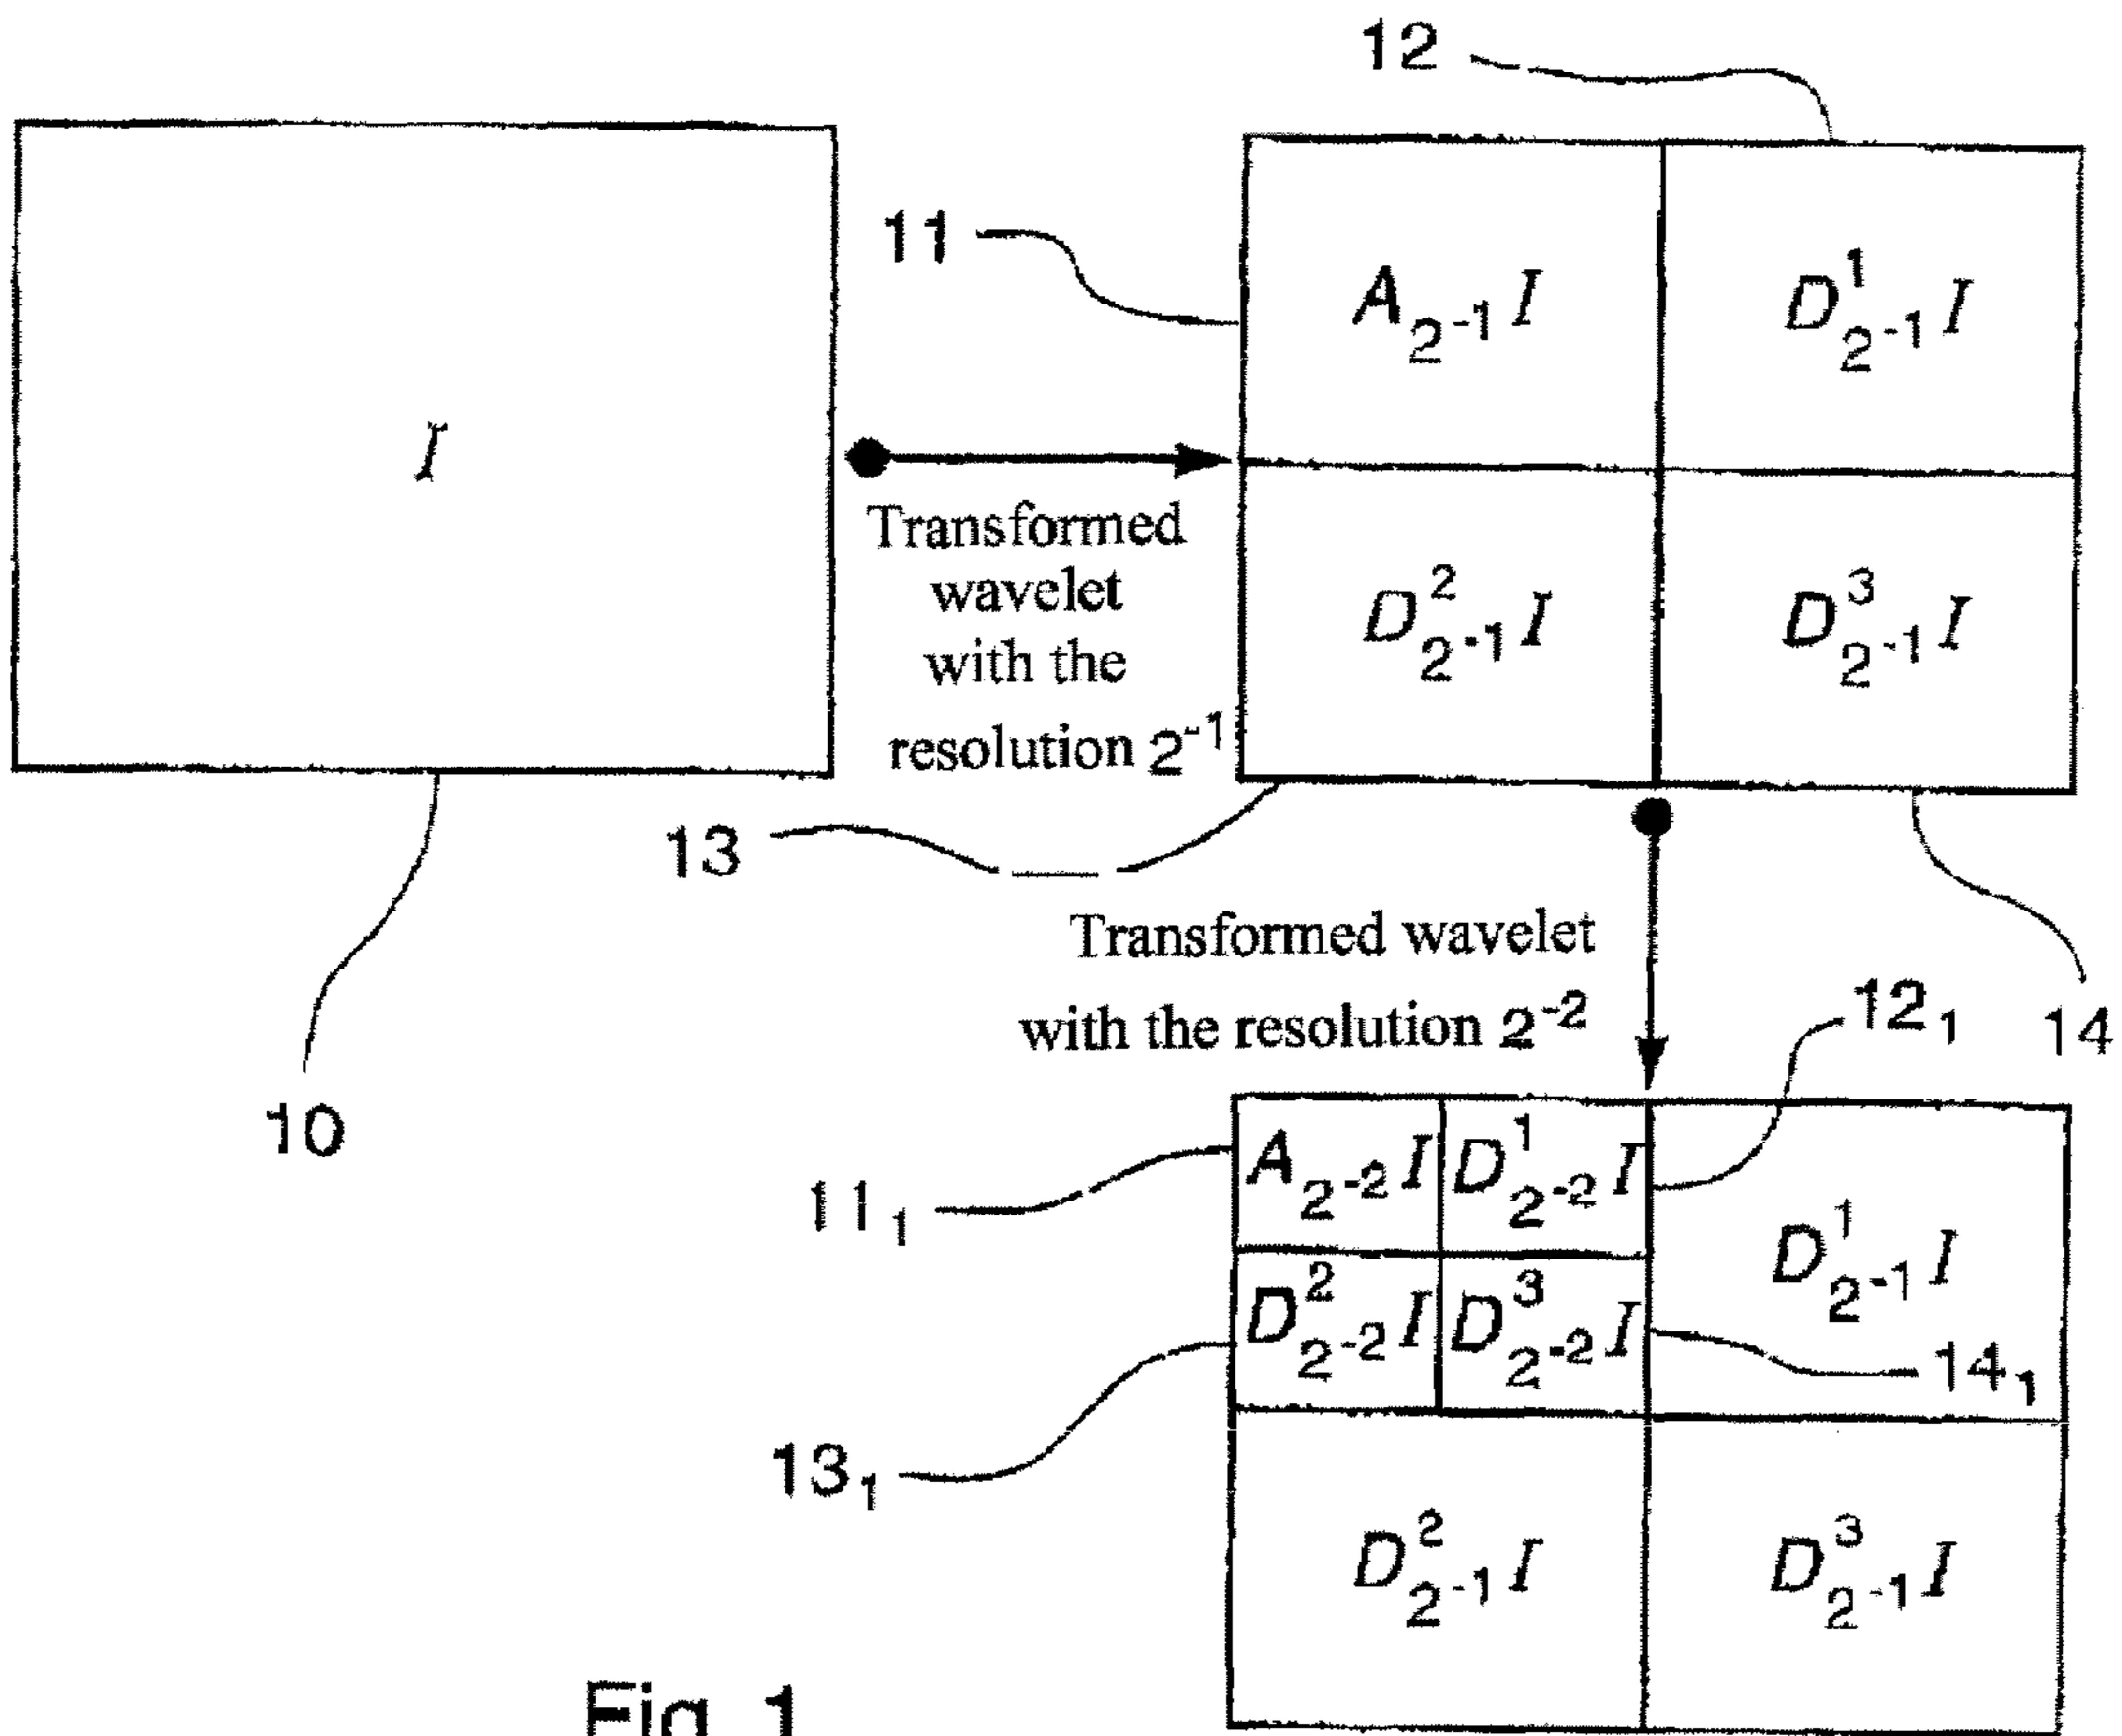 12
11
A₂-1 I
D¹₂-1 I
I
Transformed
wavelet
with the
resolution 2⁻¹
D²₂-1 I
D³₂-1 I
13
14
10
Transformed wavelet
with the resolution 2⁻²
12₁
11₁
A₂-2 I
D¹₂-2 I
D¹₂-1 I
D²₂-2 I
D³₂-2 I
14₁
13₁
D²₂-1 I
D³₂-1 I
Fig. 1